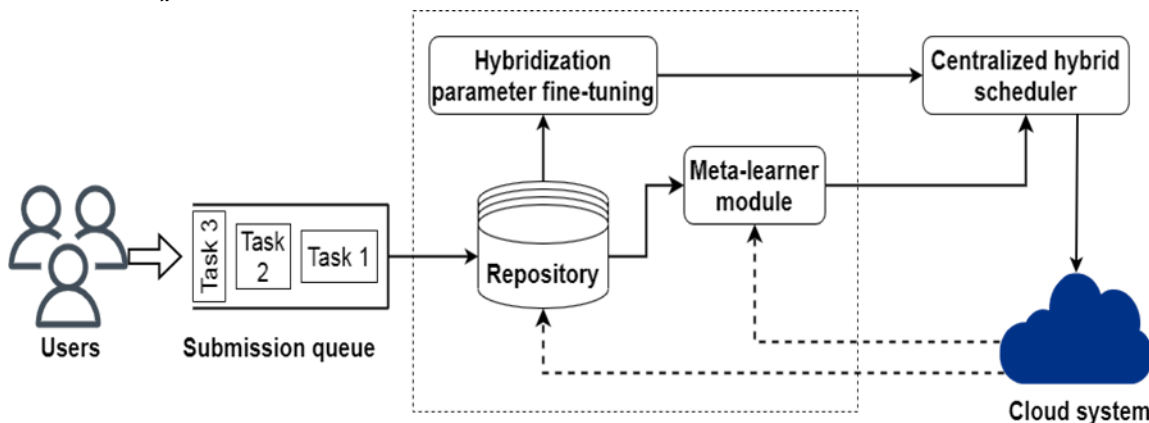 Hybridization
parameter fine-tuning
Centralized hybrid
scheduler
Meta-learner
module
Task 3
Task
2
Task 1
Repository
Users
Submission queue
Cloud system